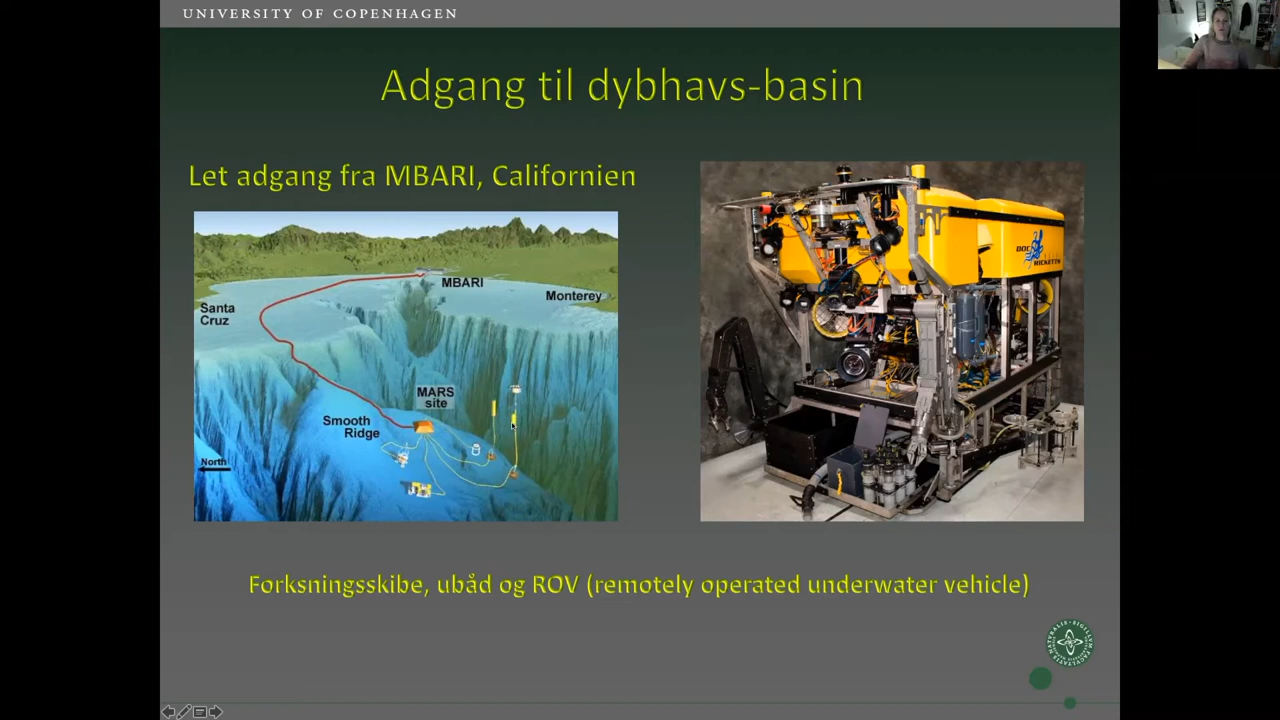 UNIVERSITY OF COPENHAGEN
Adgang til dybhavs-basin
Let adgang fra MBARI, Californien
MBARI
Monterey
Santa
Cruz
MARS
site
Smooth
Ridge
North
DOC
RICKETTS
Forksningsskibe, ubåd og ROV (remotely operated underwater vehicle)